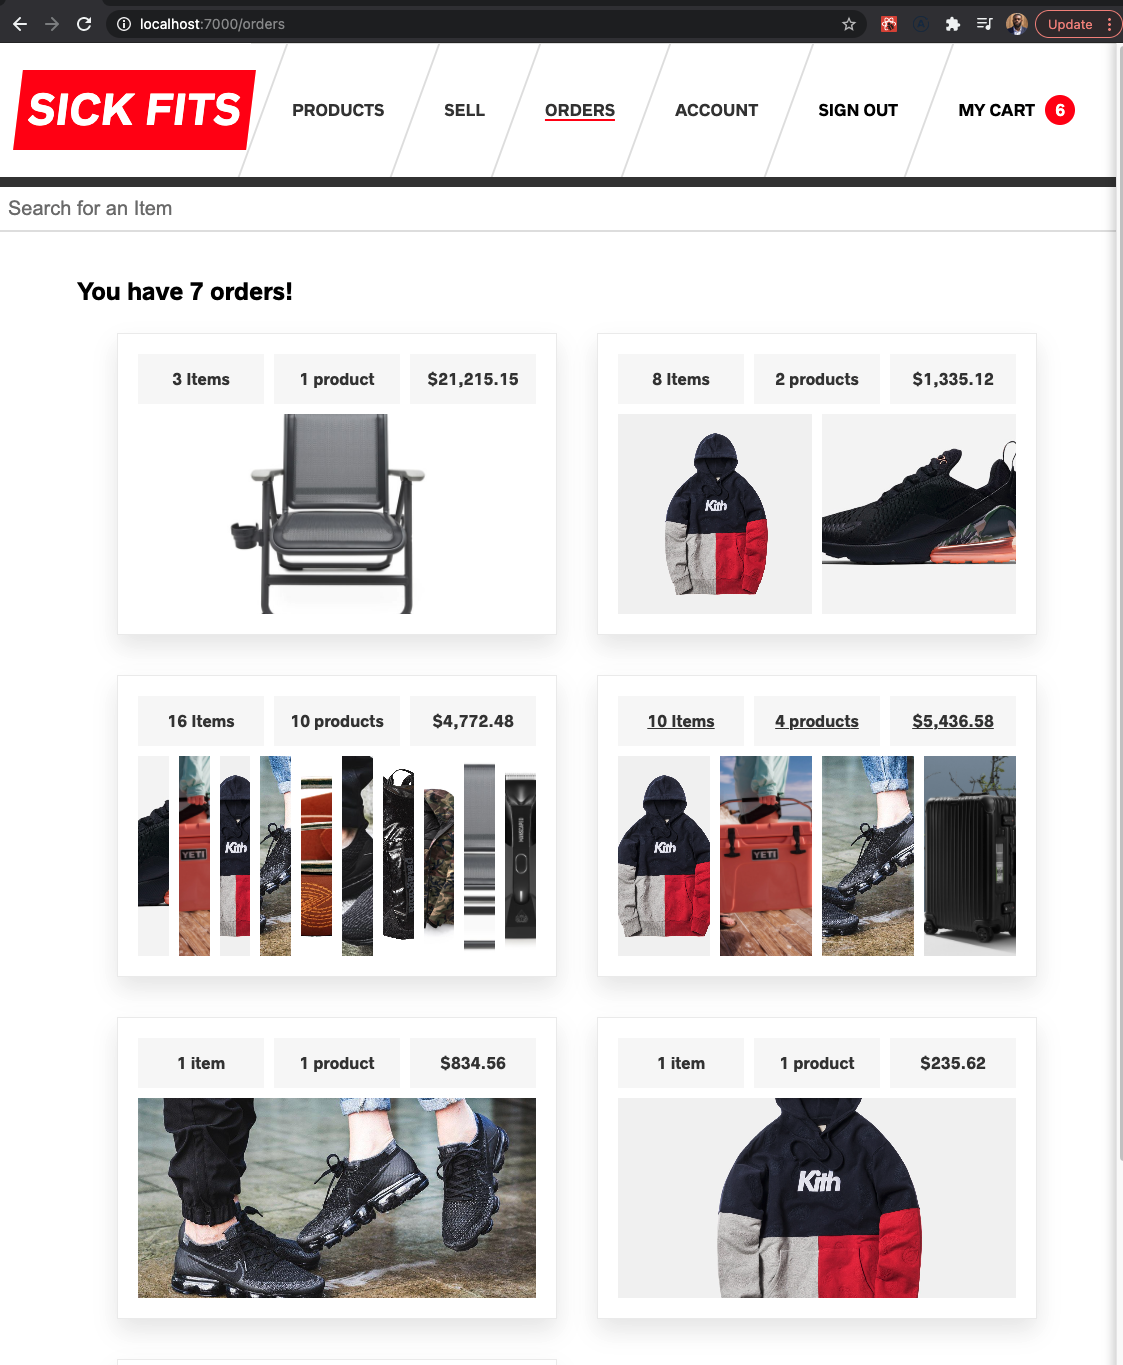 localhost:7000/orders
Update
SICK FITS
PRODUCTS
SELL
ORDERS
ACCOUNT
SIGN OUT
MY CART 6
Search for an Item
You have 7 orders!
3 Items 1 product $21,215.15
8 Items 2 products $1,335.12
Kith
16 Items 10 products $4,772.48
10 Items 4 products $5,436.58
YETI
Kith
MANSCAPED
Kith
YETI
1 item 1 product $834.56
1 item 1 product $235.62
Kith